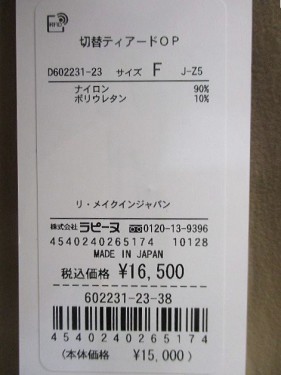 切替ティアードOP
D602231-23 サイズ F J-Z5
ナイロン 90%
ポリウレタン 10%
リ・メイクインジャパン
株式会社 ラピーヌ 0120-13-9396
4540240265174 10128
MADE IN JAPAN
税込価格 ¥16,500
602231-23-38
4540240265174
(本体価格 ¥15,000)